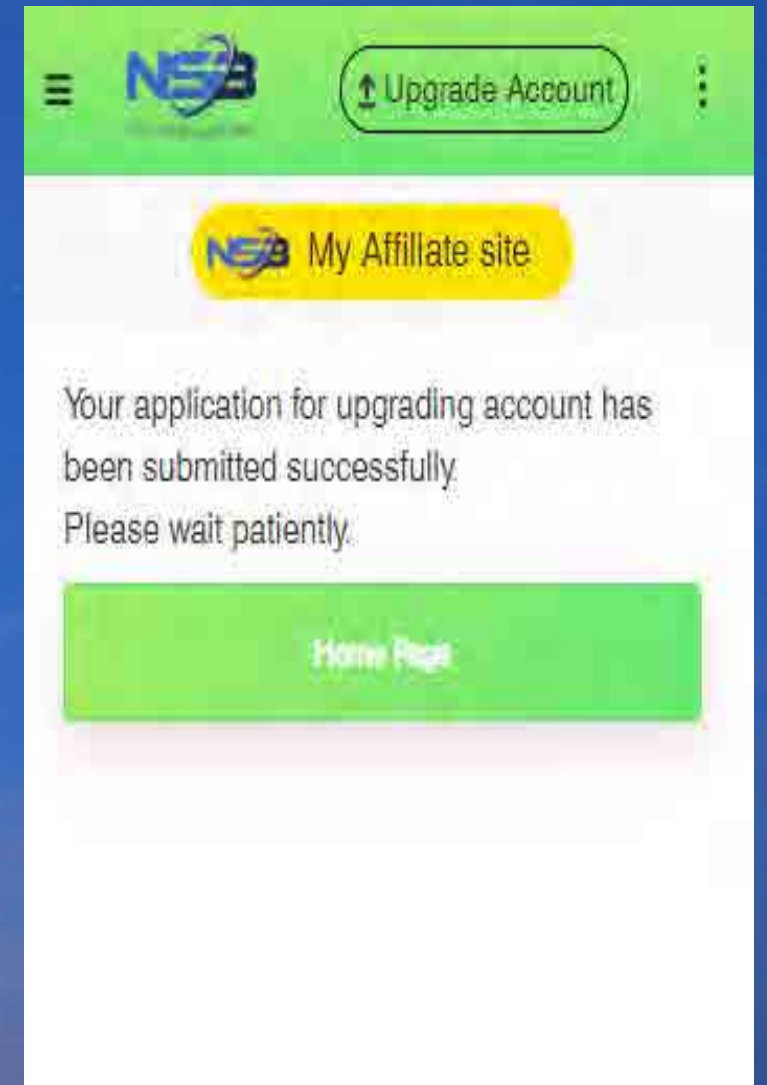 NSB
Upgrade Account
NSB My Affillate site
Your application for upgrading account has
been submitted successfully.
Please wait patiently.
Home Page